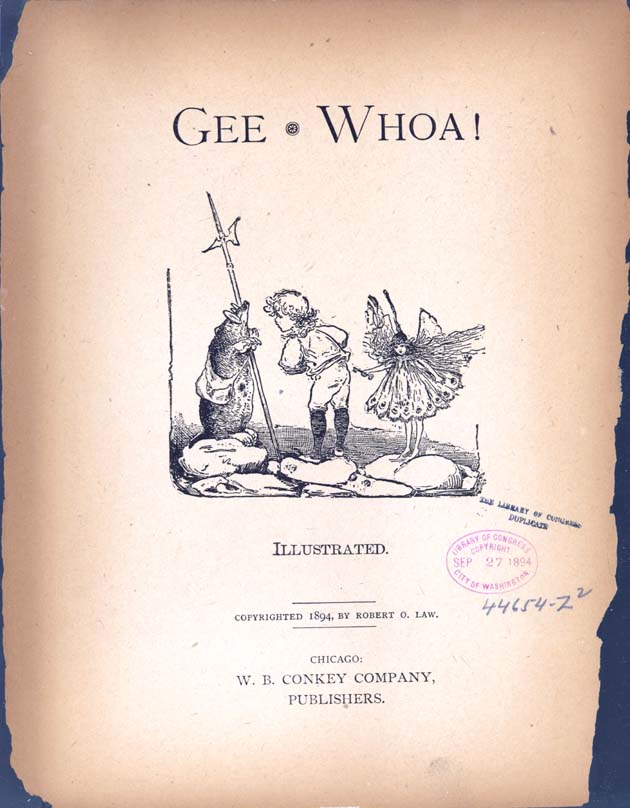 GEE • WHOA!
ILLUSTRATED.
THE LIBRARY OF CONGRESS
DUPLICATE
LIBRARY OF CONGRESS
COPYRIGHT
SEP 27 1894
CITY OF WASHINGTON
44654-Z²
COPYRIGHTED 1894, BY ROBERT O. LAW.
CHICAGO:
W. B. CONKEY COMPANY,
PUBLISHERS.